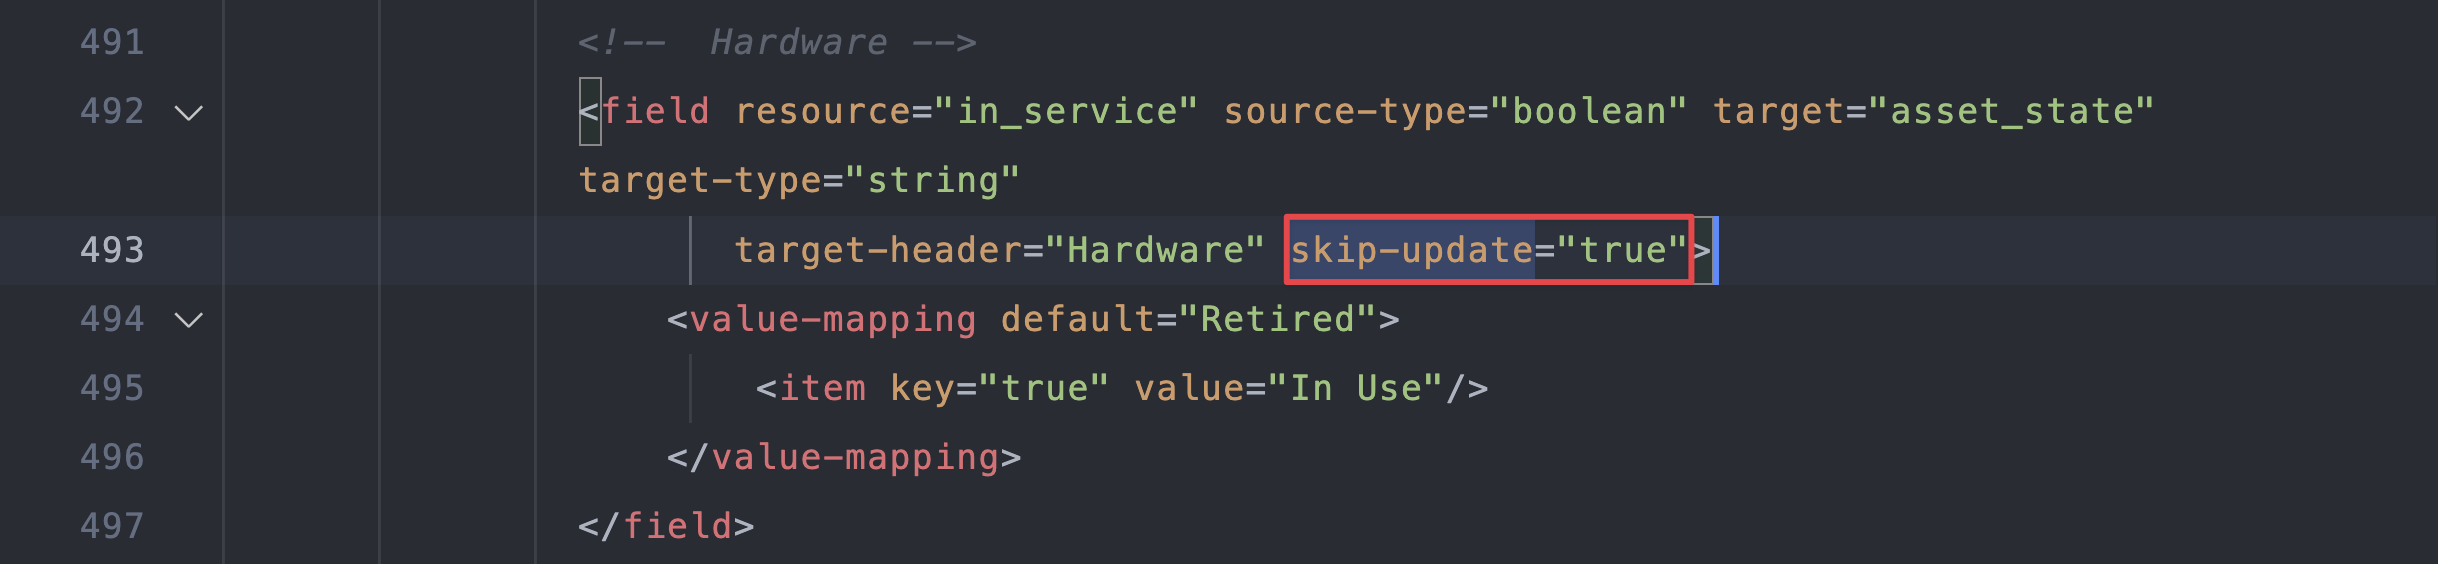 491 <!--  Hardware -->
492 <field resource="in_service" source-type="boolean" target="asset_state"
target-type="string"
493 target-header="Hardware" skip-update="true">
494 <value-mapping default="Retired">
495 <item key="true" value="In Use"/>
496 </value-mapping>
497 </field>